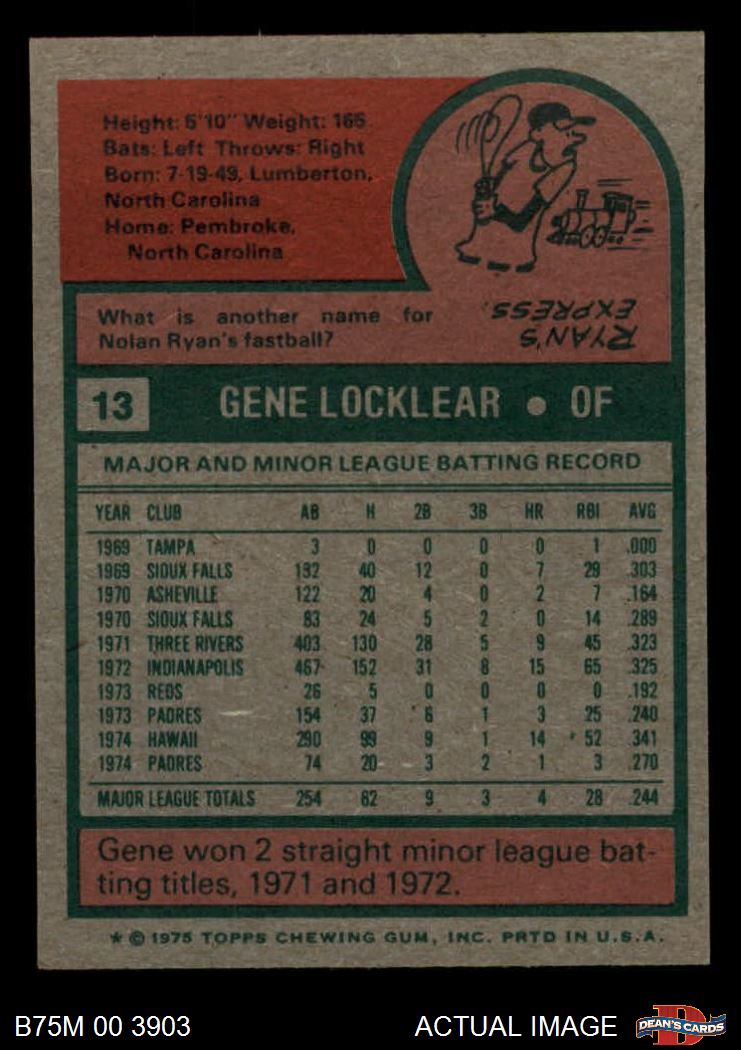 Height: 5'10" Weight: 165
Bats: Left Throws: Right
Born: 7-19-49, Lumberton,
North Carolina
Home: Pembroke,
North Carolina
What is another name for
Nolan Ryan's fastball?
RYAN'S
EXPRESS.
13 GENE LOCKLEAR • OF
MAJOR AND MINOR LEAGUE BATTING RECORD
YEAR CLUB AB H 2B 3B HR RBI AVG
1969 TAMPA 3 0 0 0 0 1 .000
1969 SIOUX FALLS 132 40 12 0 7 29 .303
1970 ASHEVILLE 122 20 4 0 2 7 .164
1970 SIOUX FALLS 83 24 5 2 0 14 .289
1971 THREE RIVERS 403 130 28 5 9 45 .323
1972 INDIANAPOLIS 467 152 31 8 15 65 .325
1973 REDS 26 5 0 0 0 0 .192
1973 PADRES 154 37 6 1 3 25 .240
1974 HAWAII 290 99 9 1 14 52 .341
1974 PADRES 74 20 3 2 1 3 .270
MAJOR LEAGUE TOTALS 254 62 9 3 4 28 .244
Gene won 2 straight minor league bat-
ting titles, 1971 and 1972.
* © 1975 TOPPS CHEWING GUM, INC. PRTD IN U.S.A.
B75M 00 3903 ACTUAL IMAGE DEAN'S CARDS